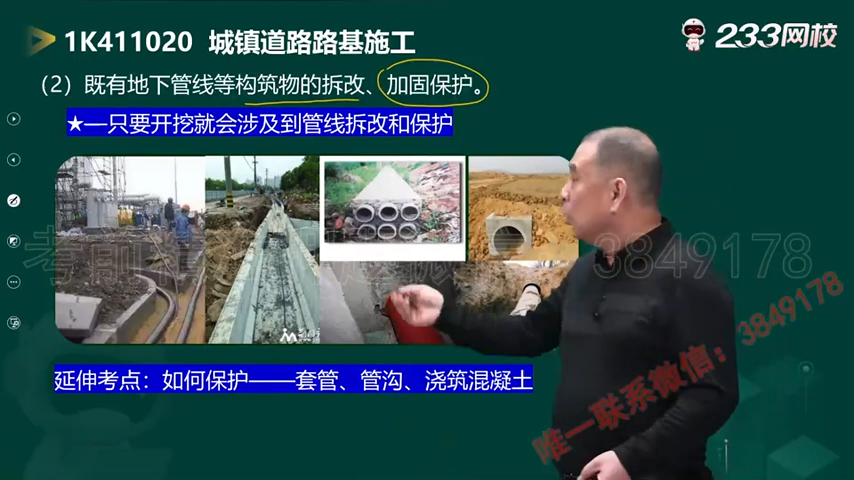 1K411020 城镇道路路基施工
233网校
（2）既有地下管线等构筑物的拆改、加固保护。
★—只要开挖就会涉及到管线拆改和保护
3849178
唯一联系微信：3849178
延伸考点：如何保护——套管、管沟、浇筑混凝土